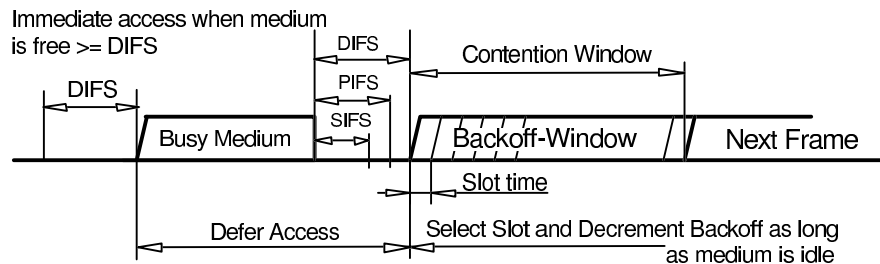 Immediate access when medium
is free >= DIFS
DIFS
Contention Window
DIFS
PIFS
SIFS
Busy Medium
Backoff-Window
Next Frame
Slot time
Defer Access
Select Slot and Decrement Backoff as long
as medium is idle